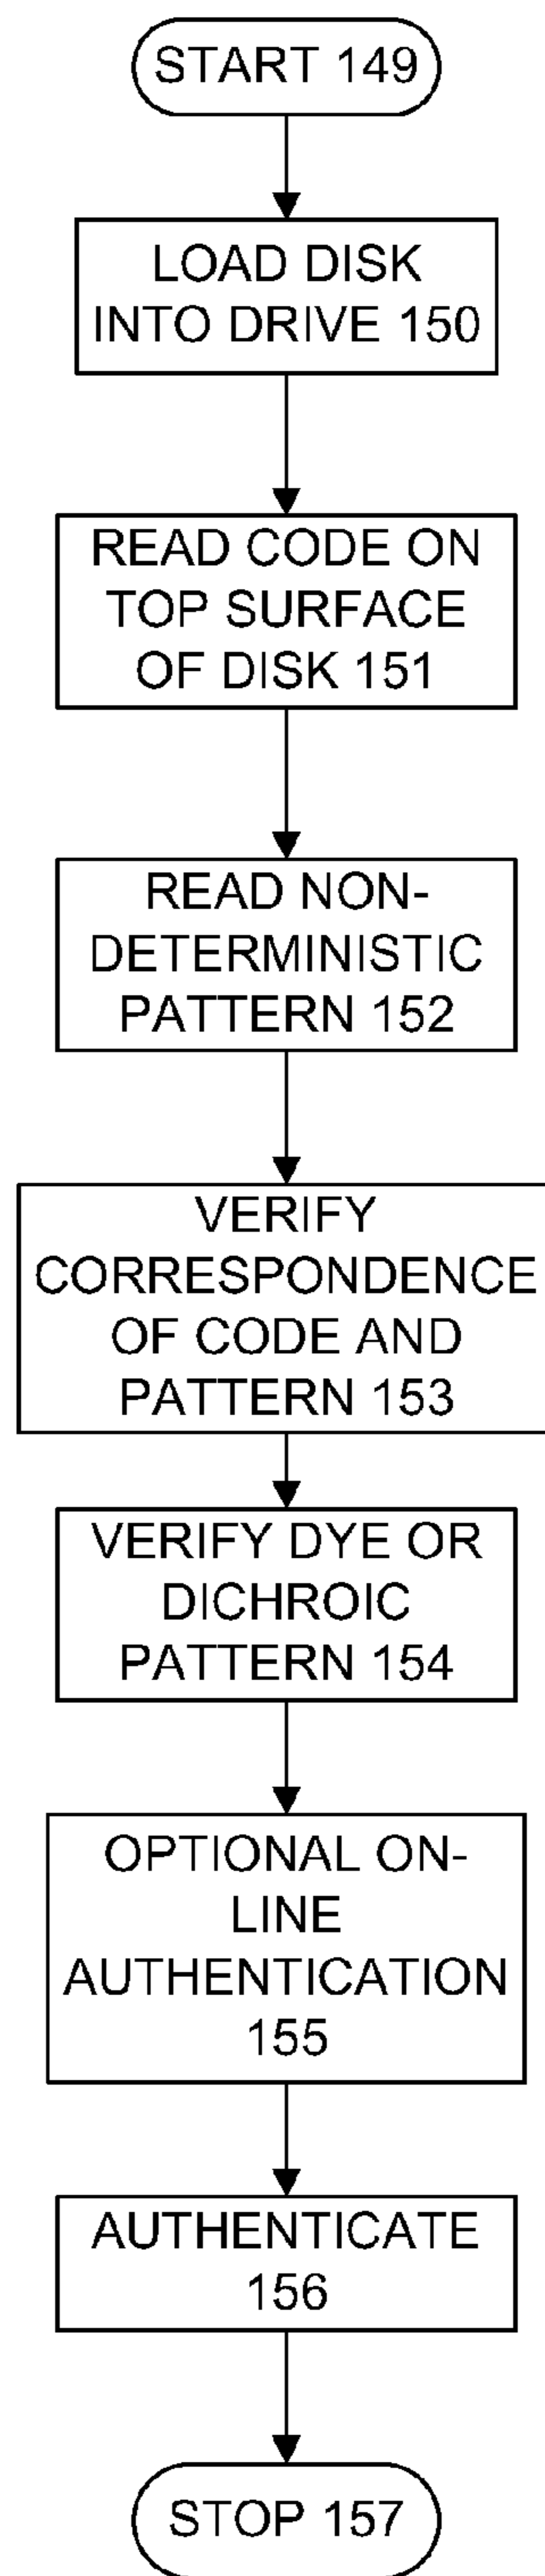 START 149
LOAD DISK
INTO DRIVE 150
READ CODE ON
TOP SURFACE
OF DISK 151
READ NON-
DETERMINISTIC
PATTERN 152
VERIFY
CORRESPONDENCE
OF CODE AND
PATTERN 153
VERIFY DYE OR
DICHROIC
PATTERN 154
OPTIONAL ON-
LINE
AUTHENTICATION
155
AUTHENTICATE
156
STOP 157